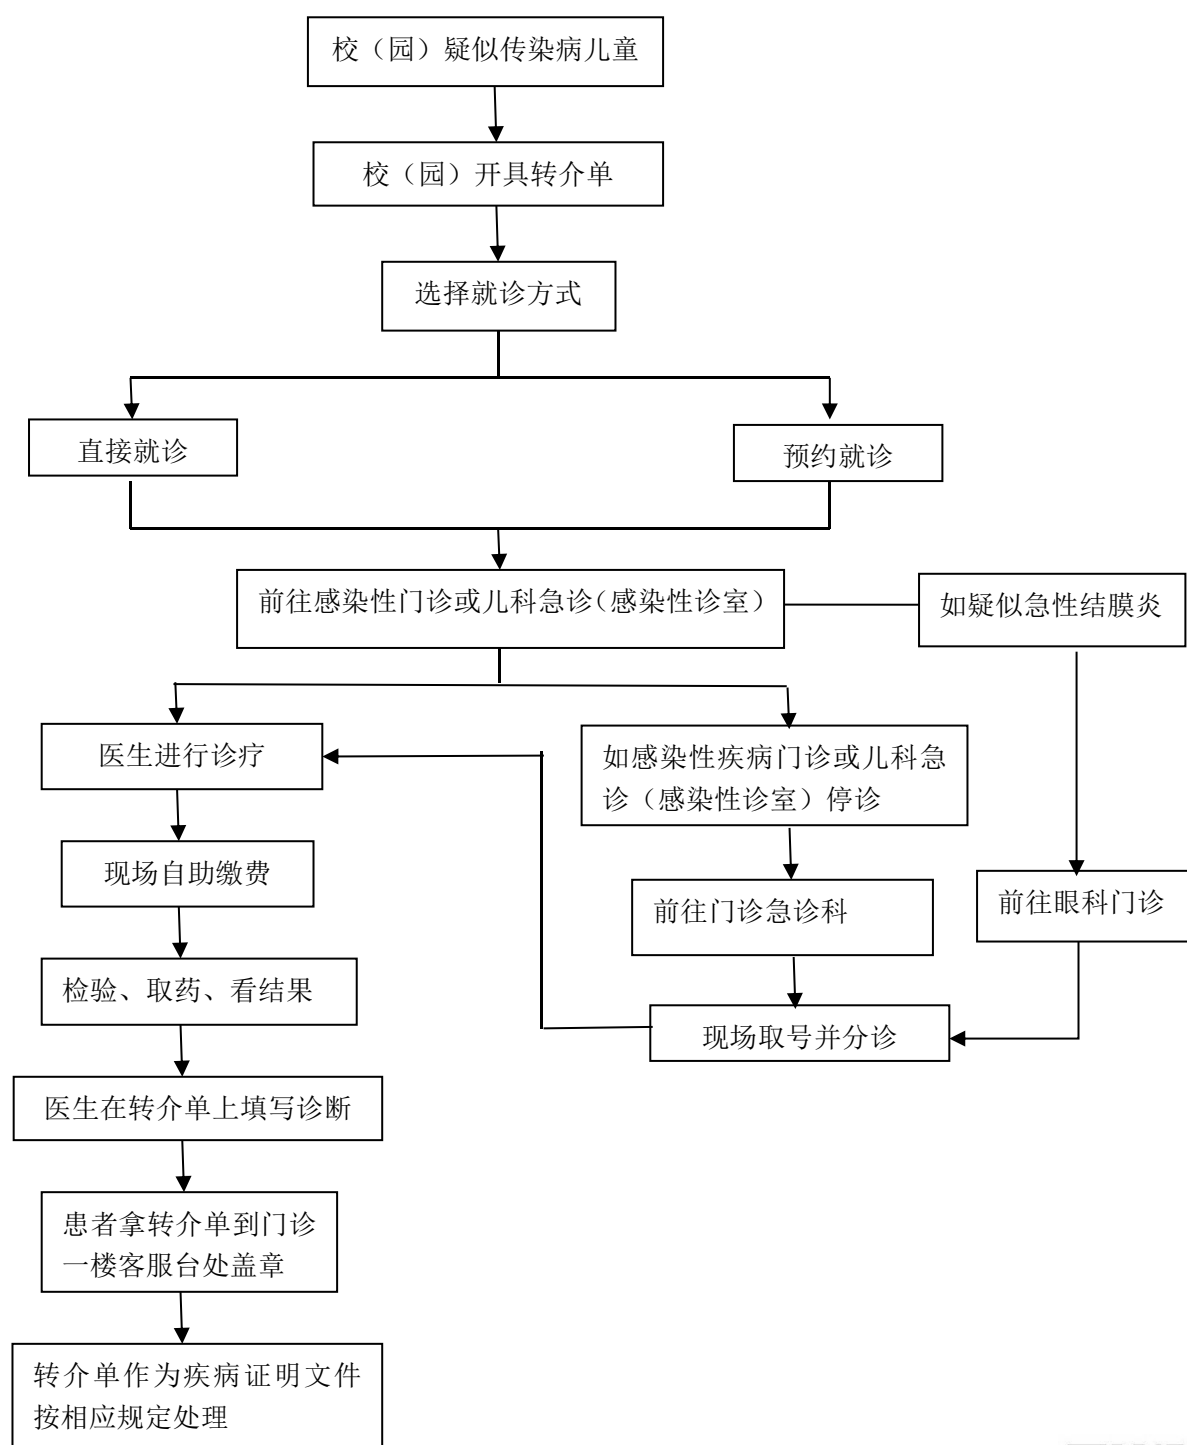 校（园）疑似传染病儿童
校（园）开具转介单
选择就诊方式
直接就诊
预约就诊
前往感染性门诊或儿科急诊(感染性诊室)
如疑似急性结膜炎
医生进行诊疗
如感染性疾病门诊或儿科急
诊（感染性诊室）停诊
现场自助缴费
前往门诊急诊科
前往眼科门诊
检验、取药、看结果
现场取号并分诊
医生在转介单上填写诊断
患者拿转介单到门诊
一楼客服台处盖章
转介单作为疾病证明文件
按相应规定处理